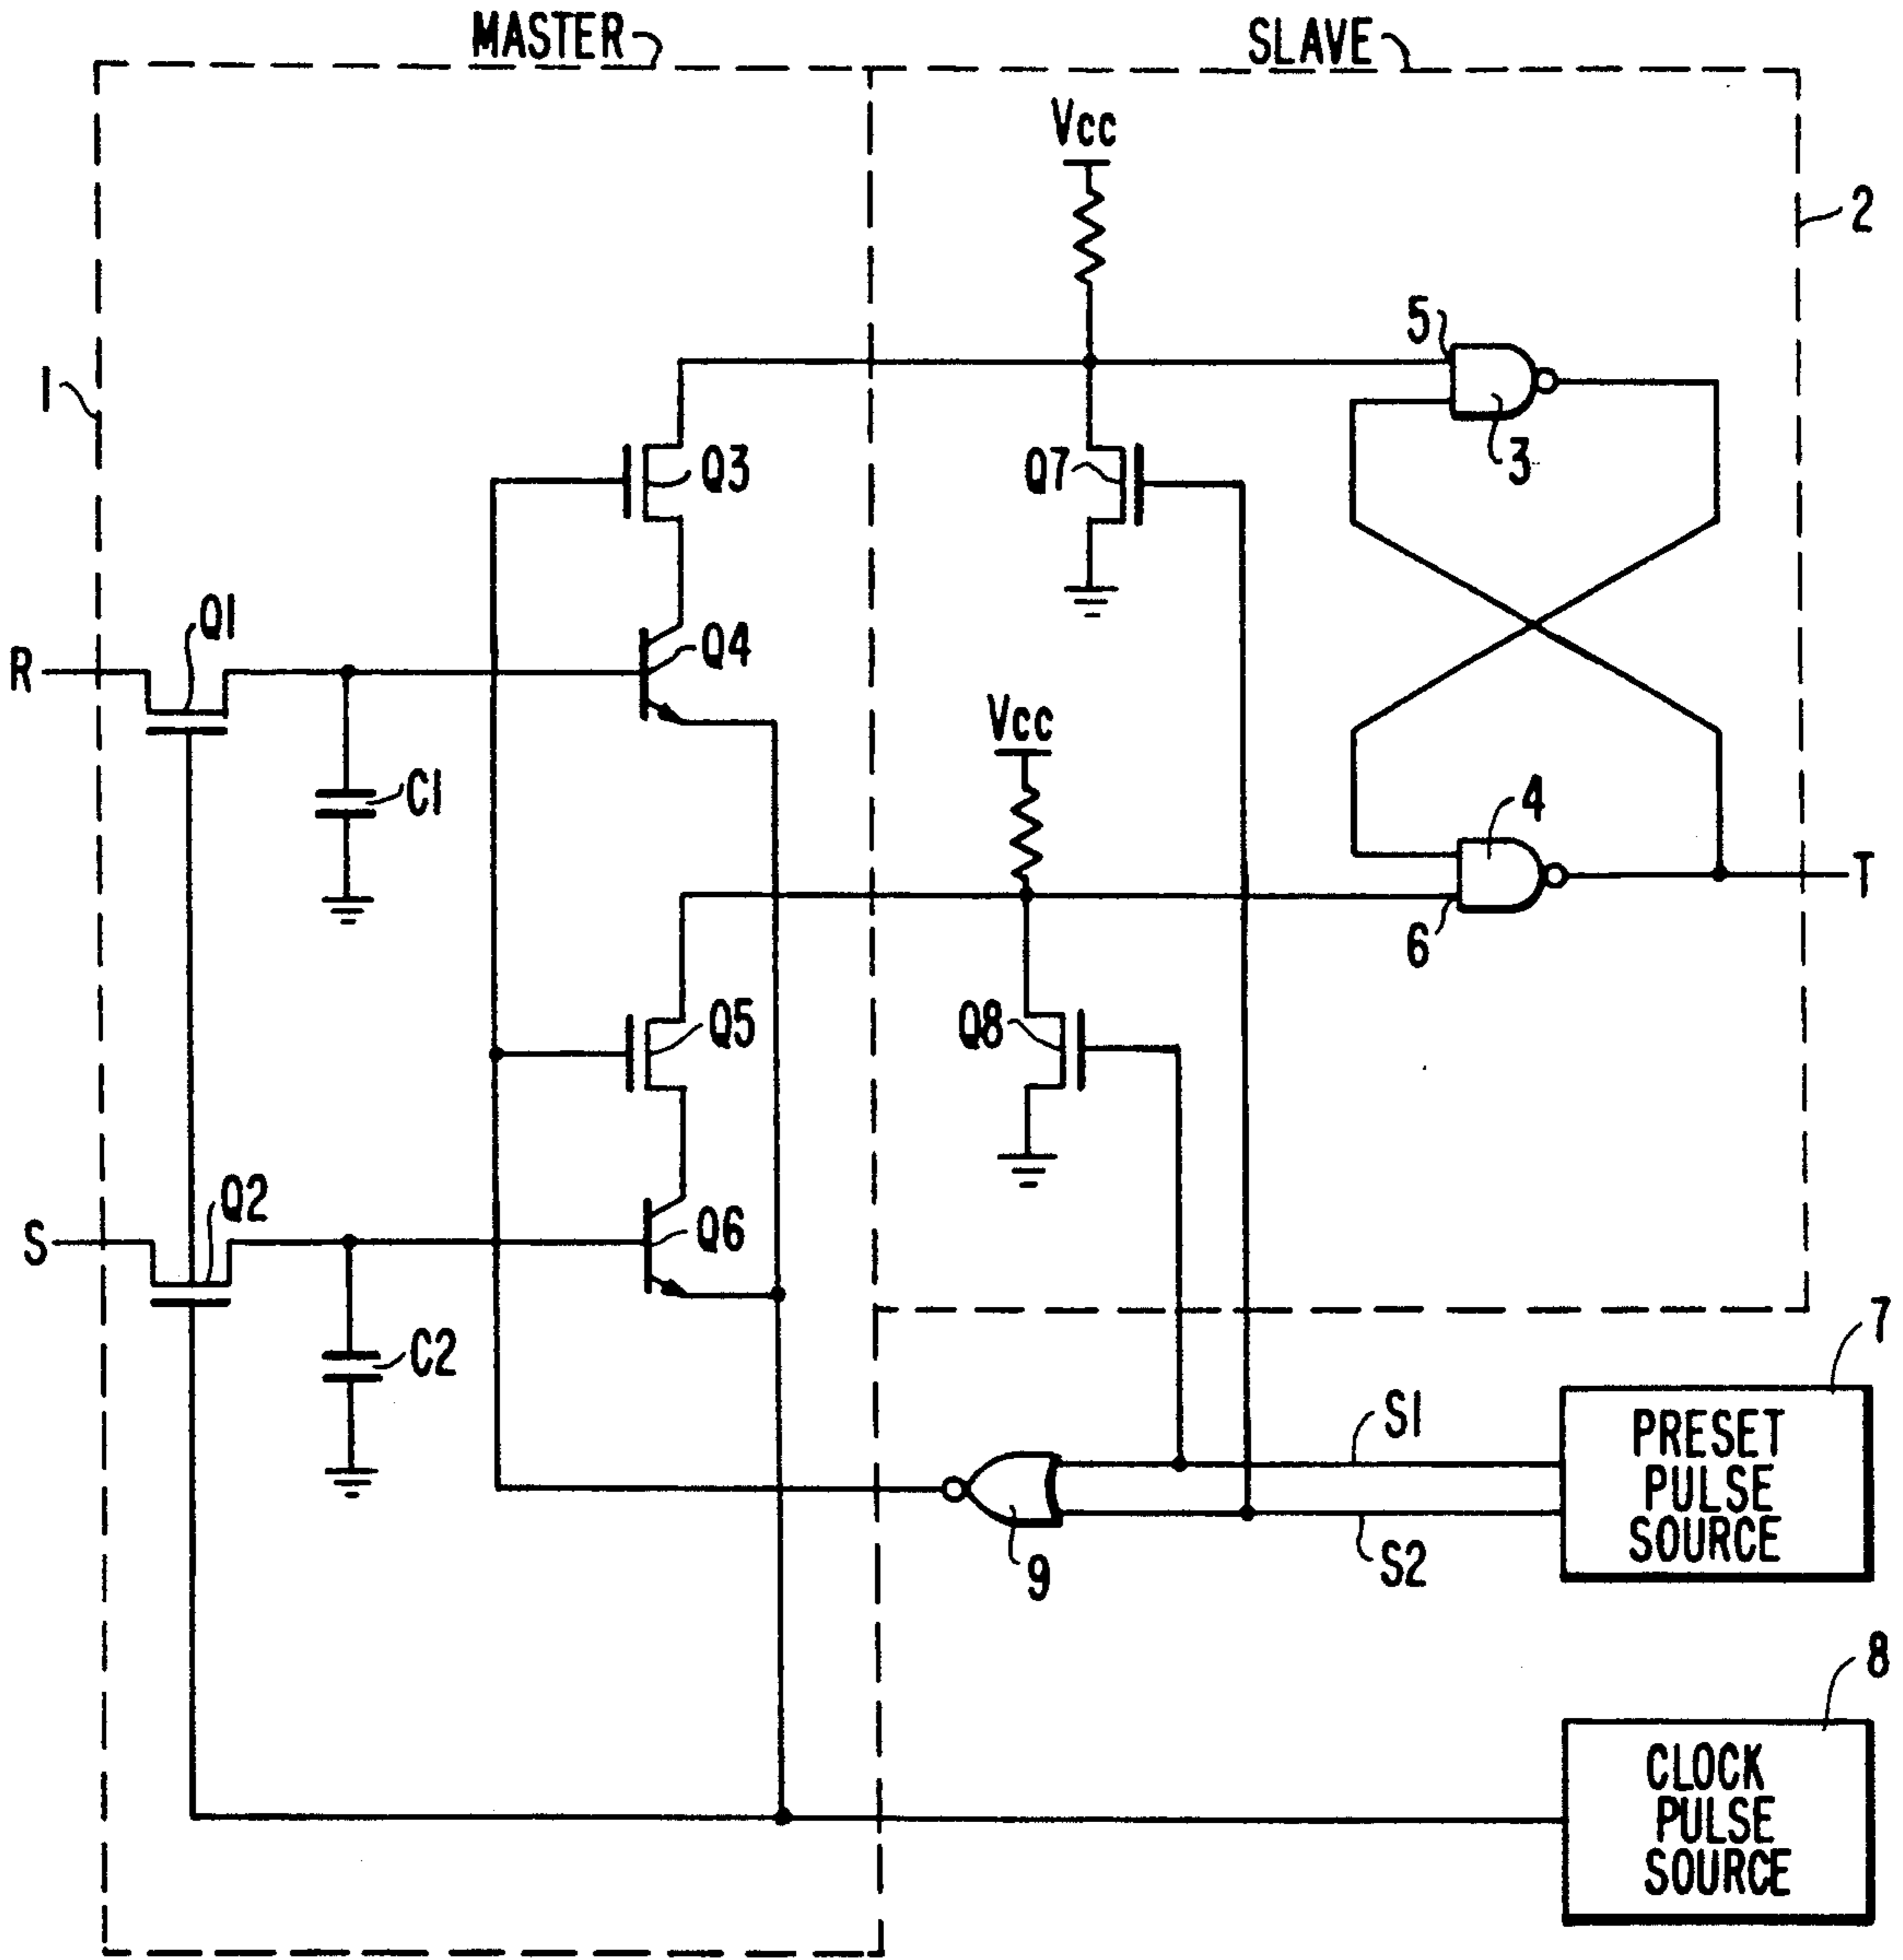 MASTER
SLAVE
Vcc
2
5
1
Q3
Q7
3
Q1
R
Q4
Vcc
C1
4
T
6
Q5
Q8
Q2
S
Q6
7
C2
S1
PRESET
PULSE
SOURCE
9
S2
8
CLOCK
PULSE
SOURCE